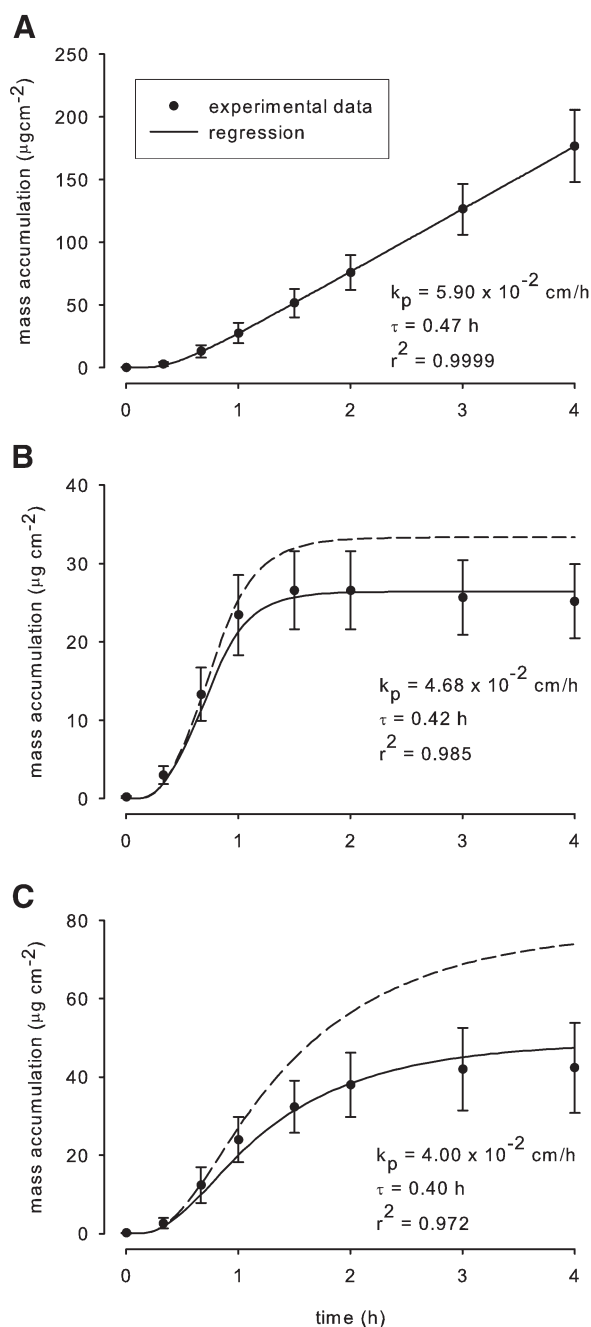 A
mass accumulation (μgcm-2)
250
200
150
100
50
0
experimental data
regression
kp = 5.90 x 10-2 cm/h
τ = 0.47 h
r2 = 0.9999
0 1 2 3 4
B
mass accumulation (μg cm-2)
40
30
20
10
0
kp = 4.68 x 10-2 cm/h
τ = 0.42 h
r2 = 0.985
0 1 2 3 4
C
mass accumulation (μg cm-2)
80
60
40
20
0
kp = 4.00 x 10-2 cm/h
τ = 0.40 h
r2 = 0.972
0 1 2 3 4
time (h)